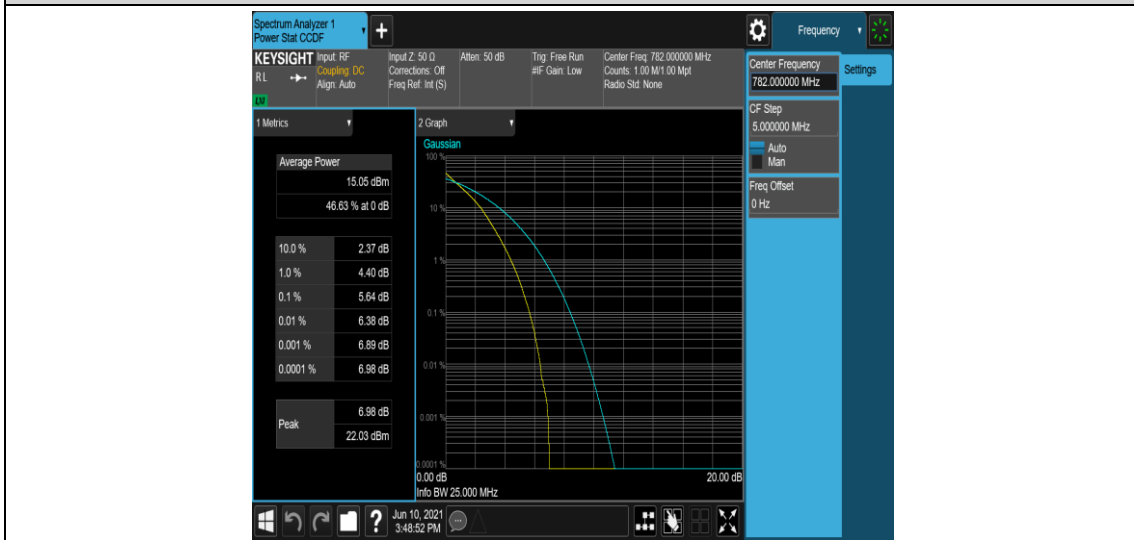 Spectrum Analyzer 1
Power Stat CCDF
+
Frequency
KEYSIGHT
RL
LXI
Input: RF
Coupling: DC
Align: Auto
Input Z: 50 Ω
Corrections: Off
Freq Ref: Int (S)
Atten: 50 dB
Trig: Free Run
#IF Gain: Low
Center Freq: 782.000000 MHz
Counts: 1.00 M/1.00 Mpt
Radio Std: None
Center Frequency
782.000000 MHz
Settings
CF Step
5.000000 MHz
Auto
Man
Freq Offset
0 Hz
1 Metrics
Average Power
15.05 dBm
46.63 % at 0 dB
10.0 % 2.37 dB
1.0 % 4.40 dB
0.1 % 5.64 dB
0.01 % 6.38 dB
0.001 % 6.89 dB
0.0001 % 6.98 dB
Peak
6.98 dB
22.03 dBm
2 Graph
Gaussian
100 %
10 %
1 %
0.1 %
0.01 %
0.001 %
0.0001 %
0.00 dB 20.00 dB
Info BW 25.000 MHz
?
Jun 10, 2021
3:48:52 PM